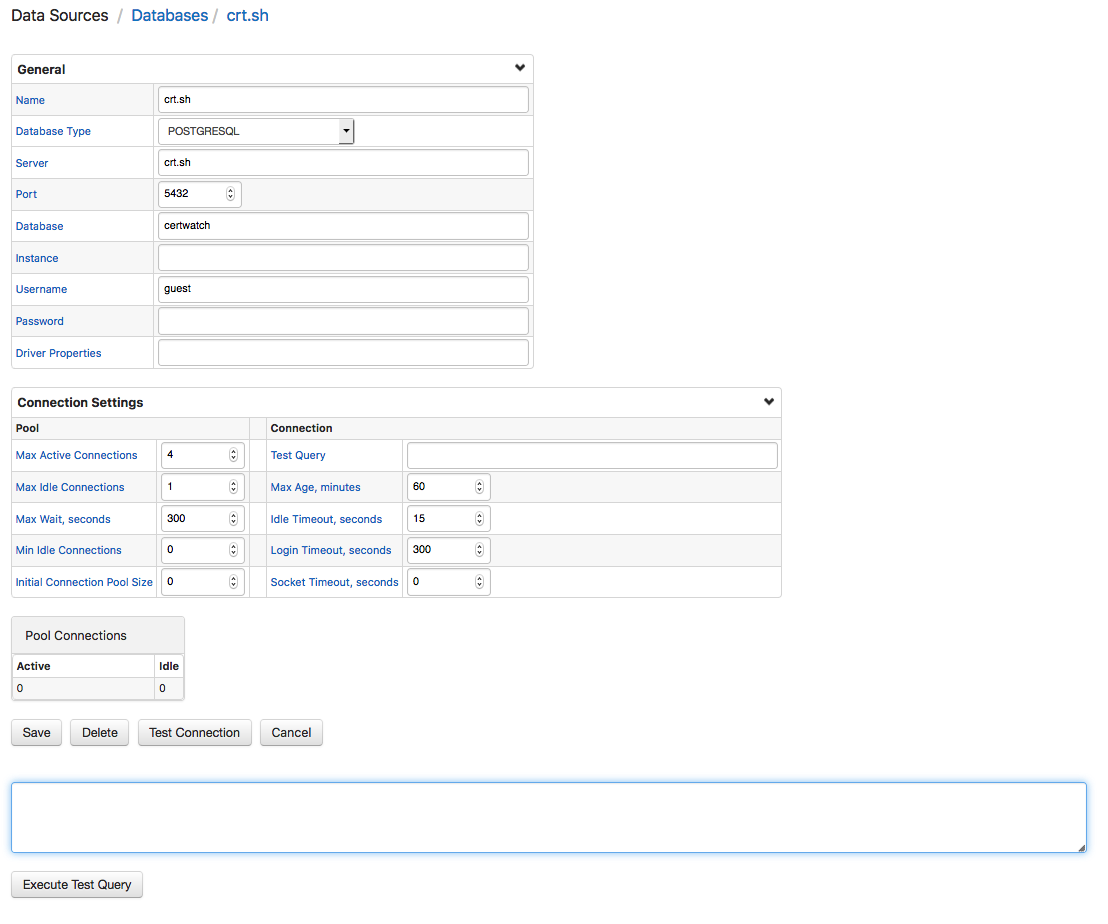 Data Sources / Databases / crt.sh
General
Name crt.sh
Database Type POSTGRESQL
Server crt.sh
Port 5432
Database certwatch
Instance
Username guest
Password
Driver Properties
Connection Settings
Pool Connection
Max Active Connections 4 Test Query
Max Idle Connections 1 Max Age, minutes 60
Max Wait, seconds 300 Idle Timeout, seconds 15
Min Idle Connections 0 Login Timeout, seconds 300
Initial Connection Pool Size 0 Socket Timeout, seconds 0
Pool Connections
Active Idle
0 0
Save Delete Test Connection Cancel
Execute Test Query